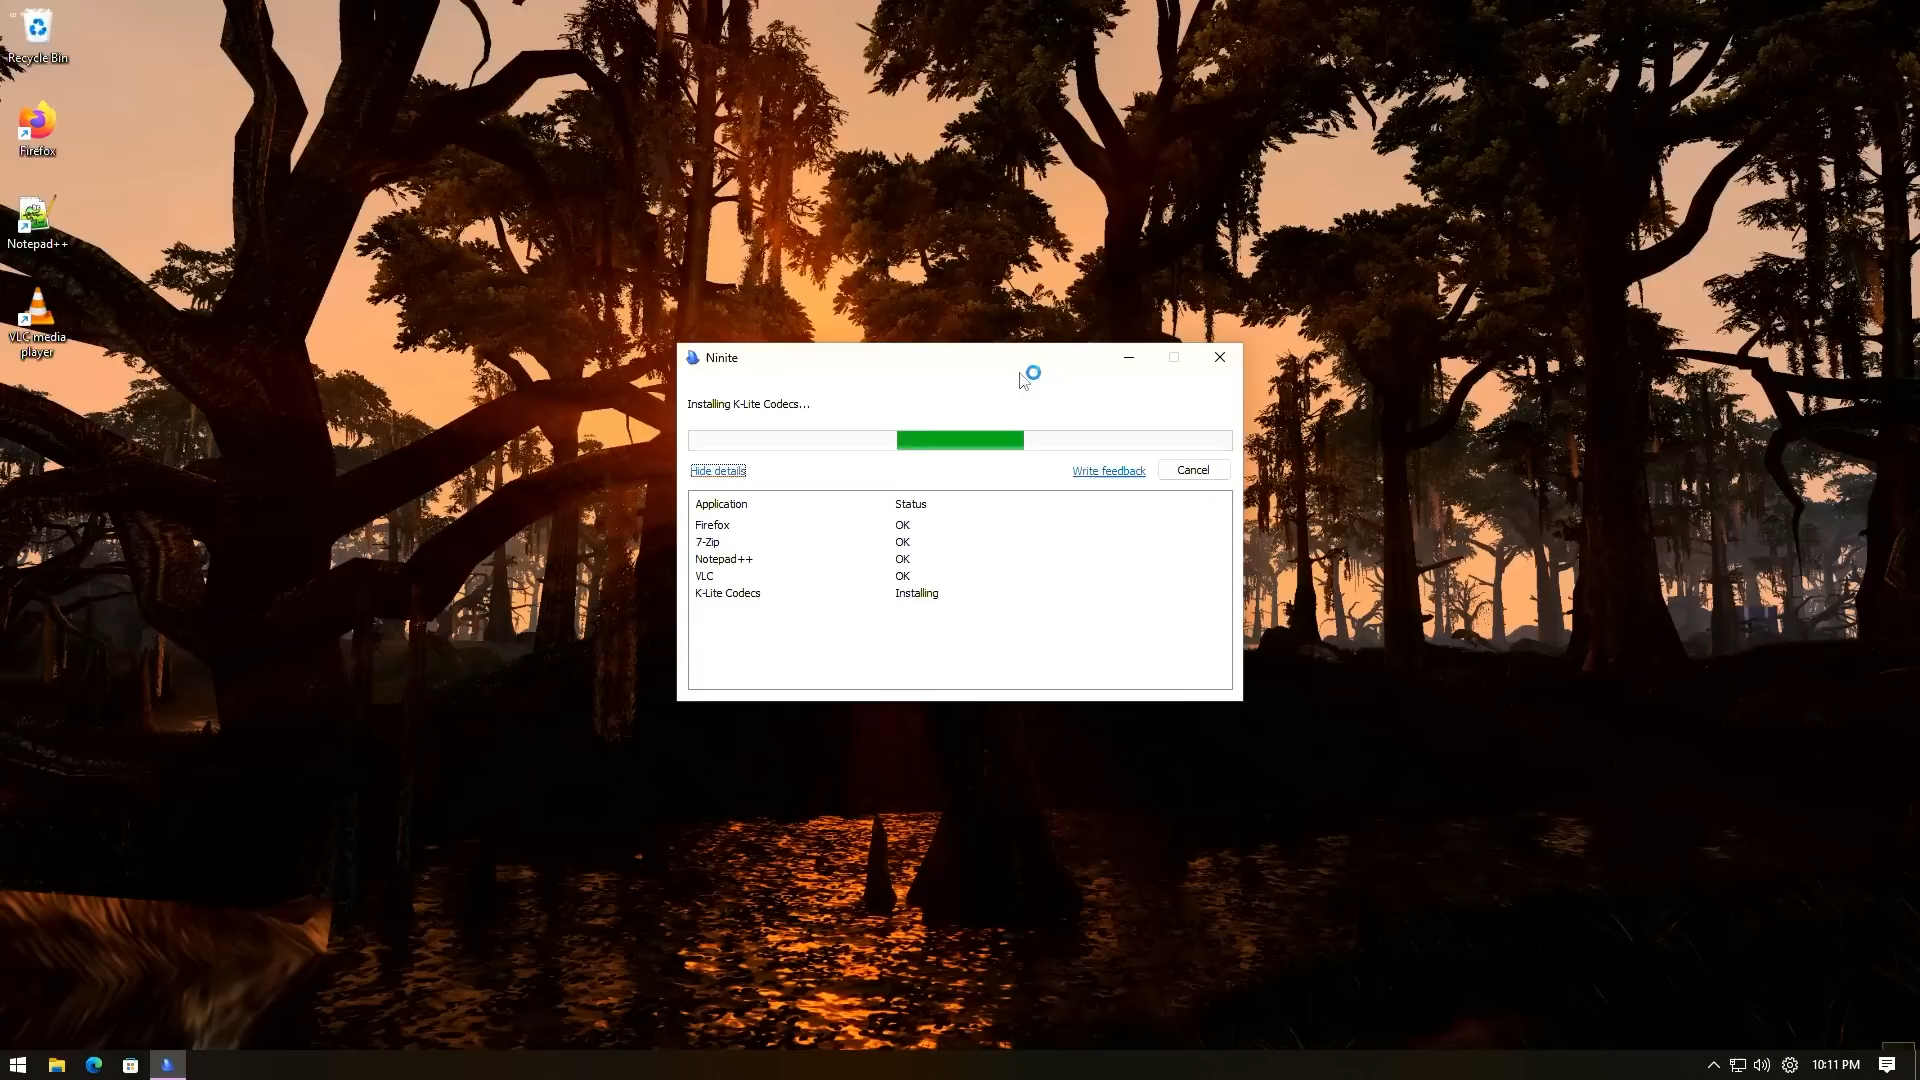 Recycle Bin
Firefox
Notepad++
VLC media
player
Ninite
Installing K-Lite Codecs...
Hide details
Write feedback
Cancel
Application Status
Firefox OK
7-Zip OK
Notepad++ OK
VLC OK
K-Lite Codecs Installing
10:11 PM